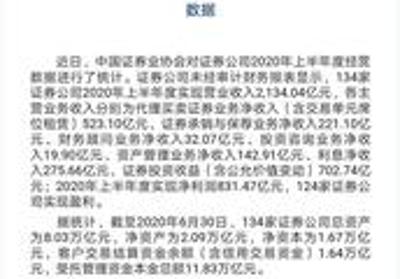 数据
近日，中国证券业协会对证券公司2020年上半年度经营
数据进行了统计。证券公司未经审计财务报表显示，134家
证券公司2020年上半年度实现营业收入2,134.04亿元，各主
营业务收入分别为代理买卖证券业务净收入（含交易单元席
位租赁）523.10亿元、证券承销与保荐业务净收入221.10亿
元、财务顾问业务净收入32.07亿元、投资咨询业务净收
入19.90亿元、资产管理业务净收入142.91亿元、利息净收
入275.66亿元、证券投资收益（含公允价值变动）702.74亿
元；2020年上半年度实现净利润831.47亿元，124家证券公
司实现盈利。
据统计，截至2020年6月30日，134家证券公司总资产
为8.03万亿元，净资产为2.09万亿元，净资本为1.67万亿
元，客户交易结算资金余额（含信用交易资金）1.64万亿
元，受托管理资金本金总额11.83万亿元。